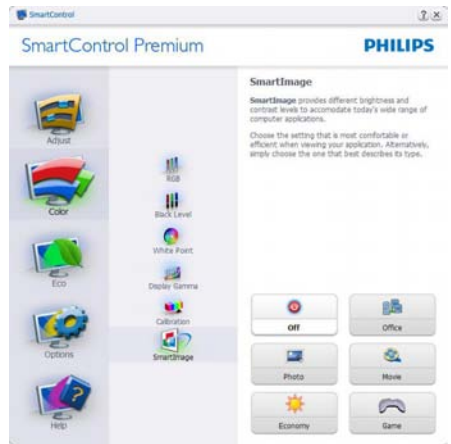 SmartControl
SmartControl Premium
PHILIPS
Adjust
Color
Eco
Options
Help
RGB
Black Level
White Point
Display Gamma
Calibration
SmartImage
SmartImage
SmartImage provides different brightness and
contrast levels to accomodate today's wide range of
computer applications.
Choose the setting that is most comfortable or
efficient when viewing your application. Alternatively,
simply choose the one that best describes its type.
Off
Office
Photo
Movie
Economy
Game